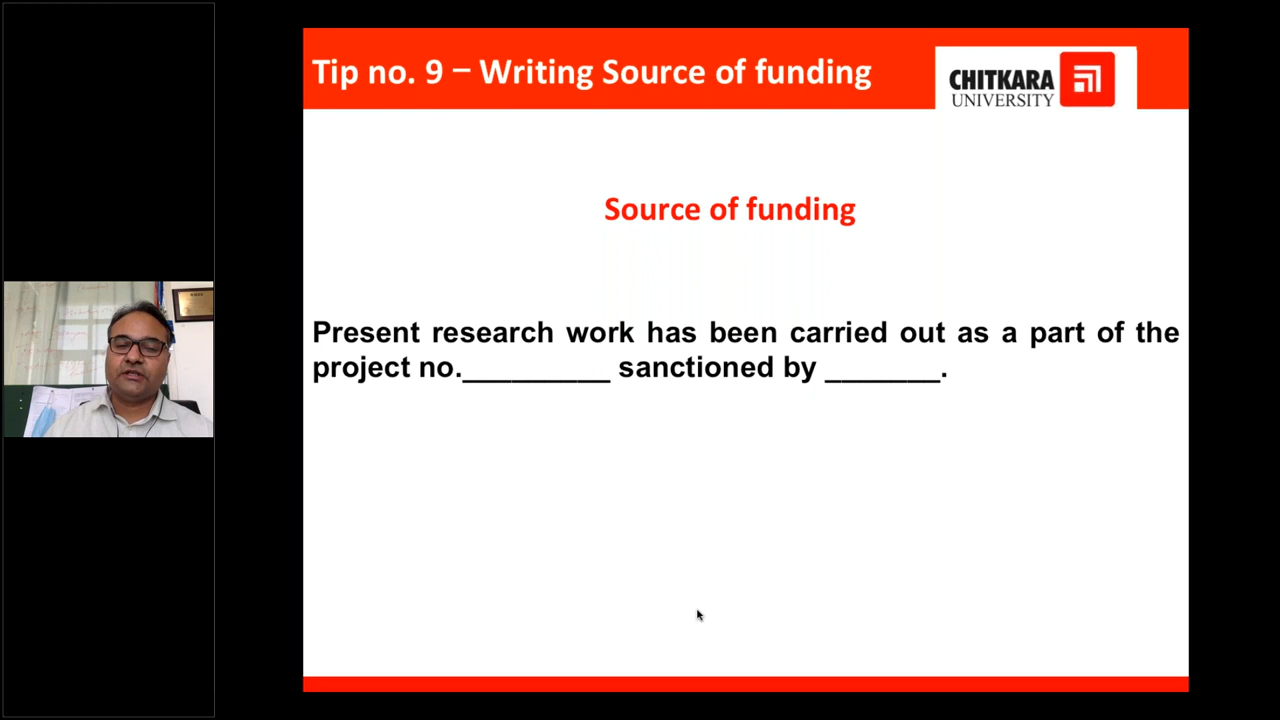 Tip no. 9 – Writing Source of funding
CHITKARA
UNIVERSITY
Source of funding
Present research work has been carried out as a part of the
project no._________ sanctioned by _______.